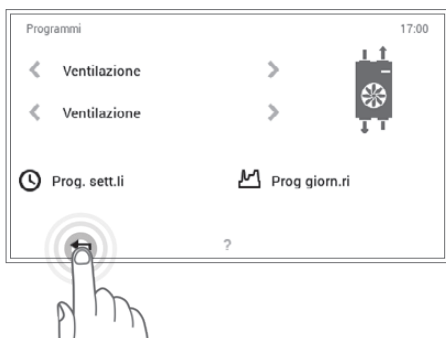 Programmi 17:00
Ventilazione
Ventilazione
Prog. sett.li Prog giorn.ri
?